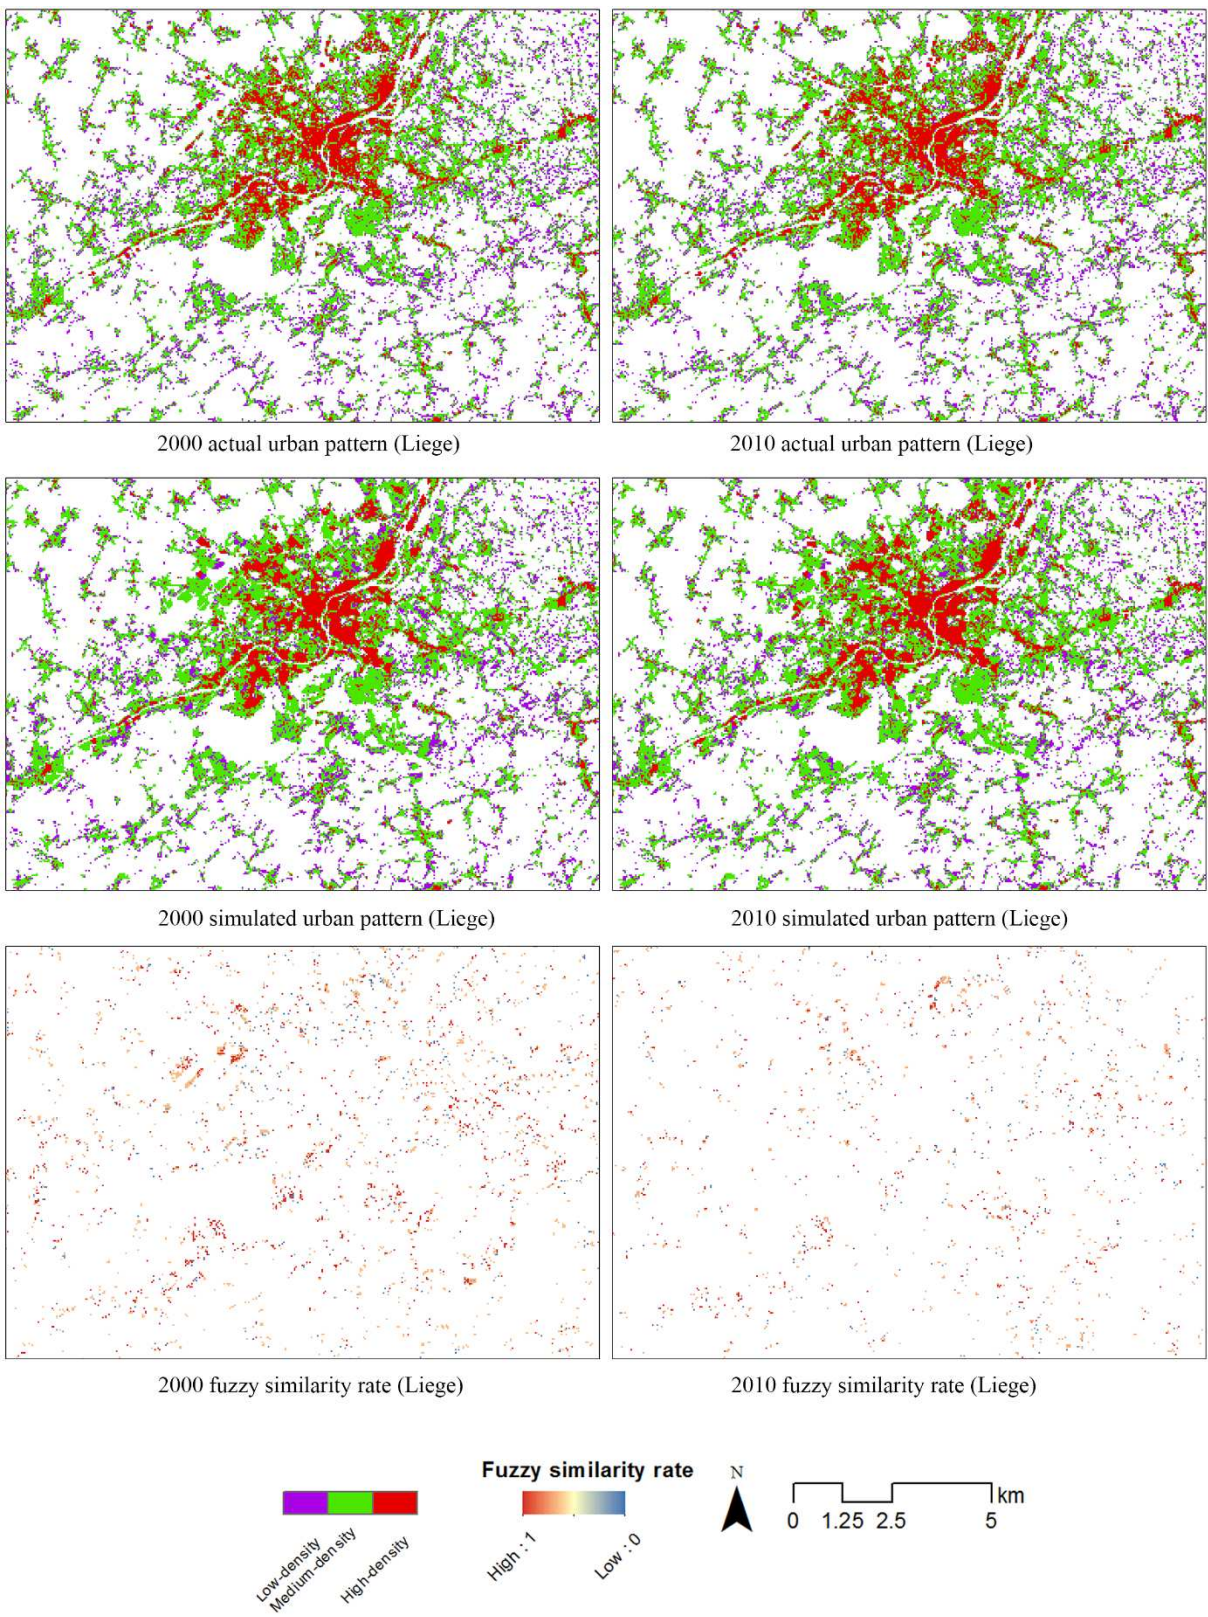 2000 actual urban pattern (Liege)
2010 actual urban pattern (Liege)
2000 simulated urban pattern (Liege)
2010 simulated urban pattern (Liege)
2000 fuzzy similarity rate (Liege)
2010 fuzzy similarity rate (Liege)
Low-density
Medium-density
High-density
Fuzzy similarity rate
High : 1
Low : 0
N
km
0 1.25 2.5 5